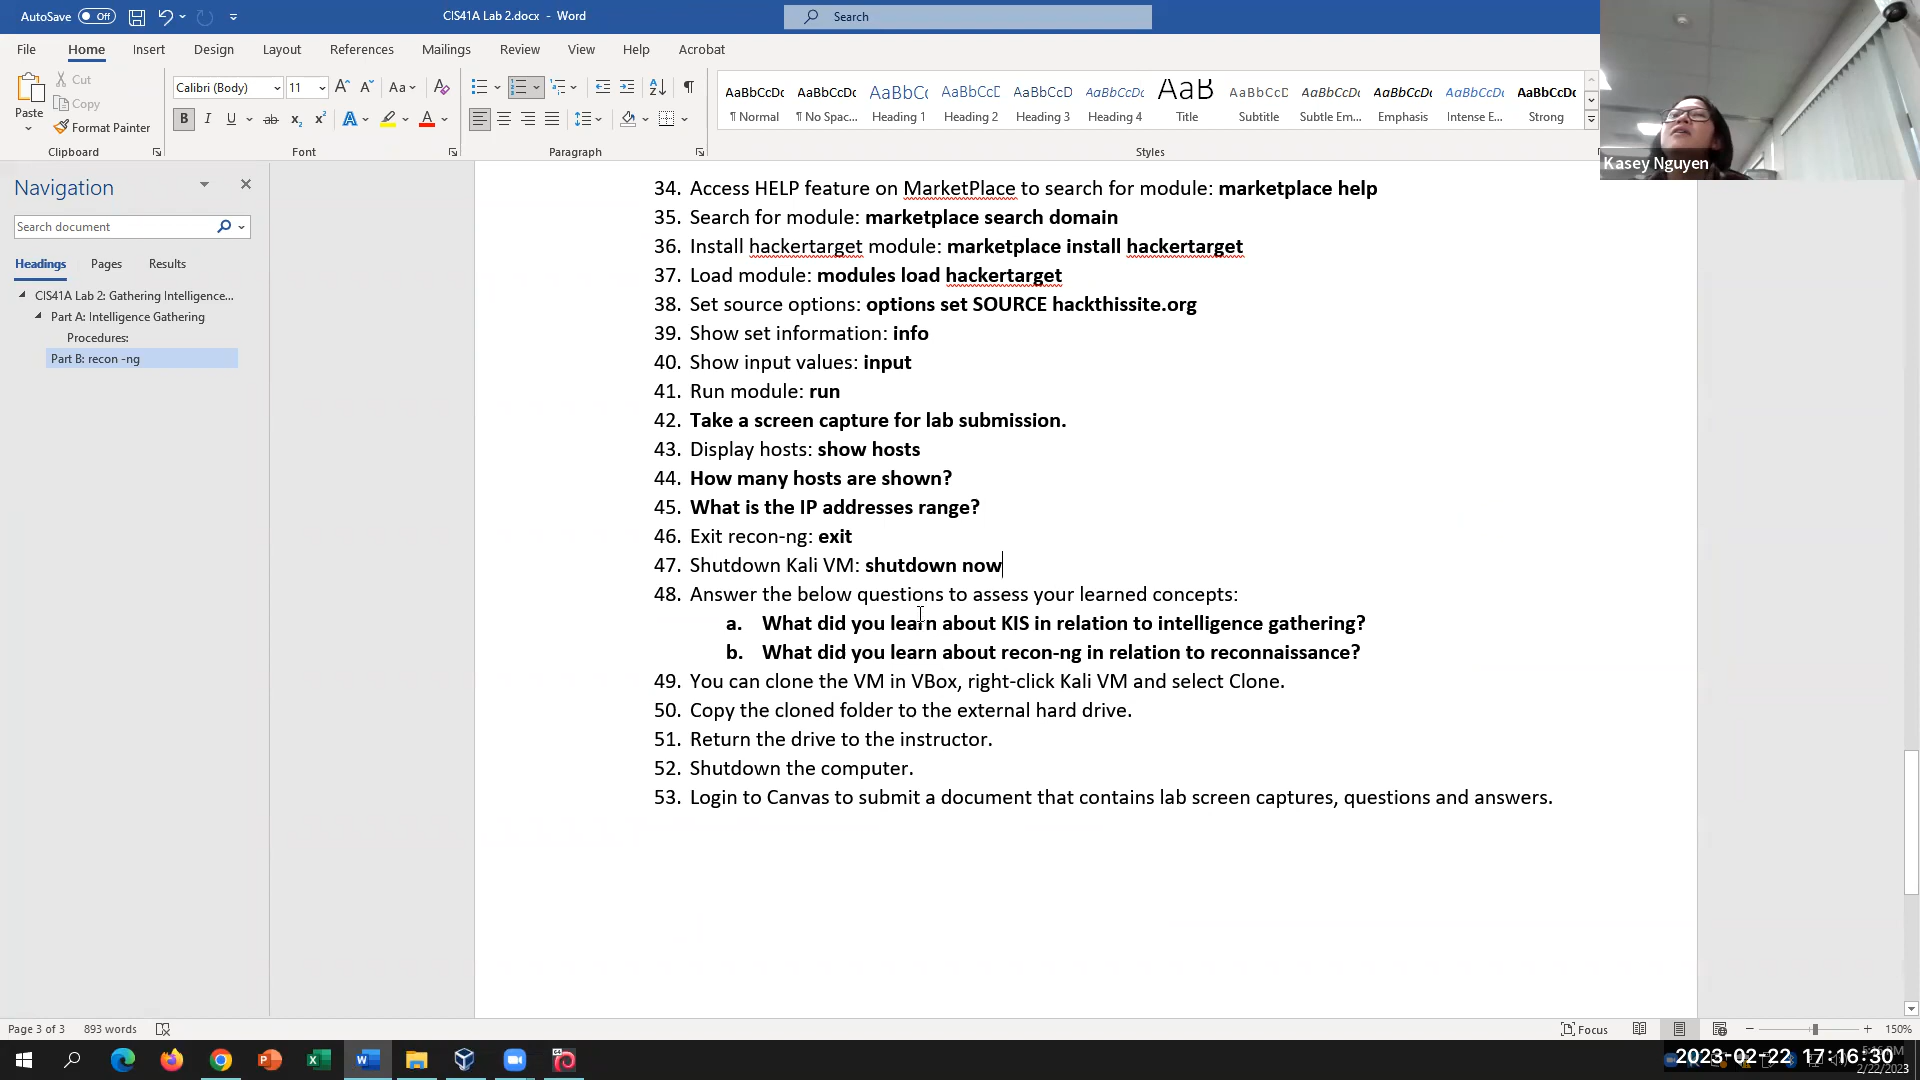 AutoSave Off CIS41A Lab 2.docx - Word Search
File Home Insert Design Layout References Mailings Review View Help Acrobat
Paste Cut Copy Format Painter
Calibri (Body) 11
AaBbCcDc AaBbCcDc AaBbC AaBbCcE AaBbCcDc AaBbCcDc AaB AaBbCcD AaBbCcDc AaBbCcDc AaBbCcDc AaBbCcDc
¶ Normal ¶ No Spac... Heading 1 Heading 2 Heading 3 Heading 4 Title Subtitle Subtle Em... Emphasis Intense E... Strong
Clipboard Font Paragraph Styles
Kasey Nguyen
Navigation
Search document
Headings Pages Results
CIS41A Lab 2: Gathering Intelligence...
Part A: Intelligence Gathering
Procedures:
Part B: recon -ng
34. Access HELP feature on MarketPlace to search for module: marketplace help
35. Search for module: marketplace search domain
36. Install hackertarget module: marketplace install hackertarget
37. Load module: modules load hackertarget
38. Set source options: options set SOURCE hackthissite.org
39. Show set information: info
40. Show input values: input
41. Run module: run
42. Take a screen capture for lab submission.
43. Display hosts: show hosts
44. How many hosts are shown?
45. What is the IP addresses range?
46. Exit recon-ng: exit
47. Shutdown Kali VM: shutdown now
48. Answer the below questions to assess your learned concepts:
a. What did you learn about KIS in relation to intelligence gathering?
b. What did you learn about recon-ng in relation to reconnaissance?
49. You can clone the VM in VBox, right-click Kali VM and select Clone.
50. Copy the cloned folder to the external hard drive.
51. Return the drive to the instructor.
52. Shutdown the computer.
53. Login to Canvas to submit a document that contains lab screen captures, questions and answers.
Page 3 of 3 893 words Focus 150%
2023-02-22 17:16:30
2/22/2023